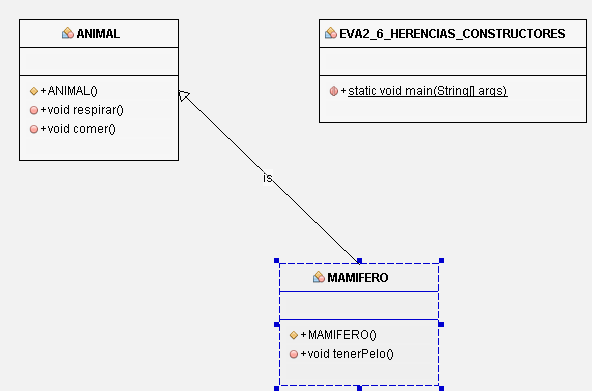 ANIMAL
+ANIMAL()
+void respirar()
+void comer()
EVA2_6_HERENCIAS_CONSTRUCTORES
+static void main(String[] args)
is
MAMIFERO
+MAMIFERO()
+void tenerPelo()